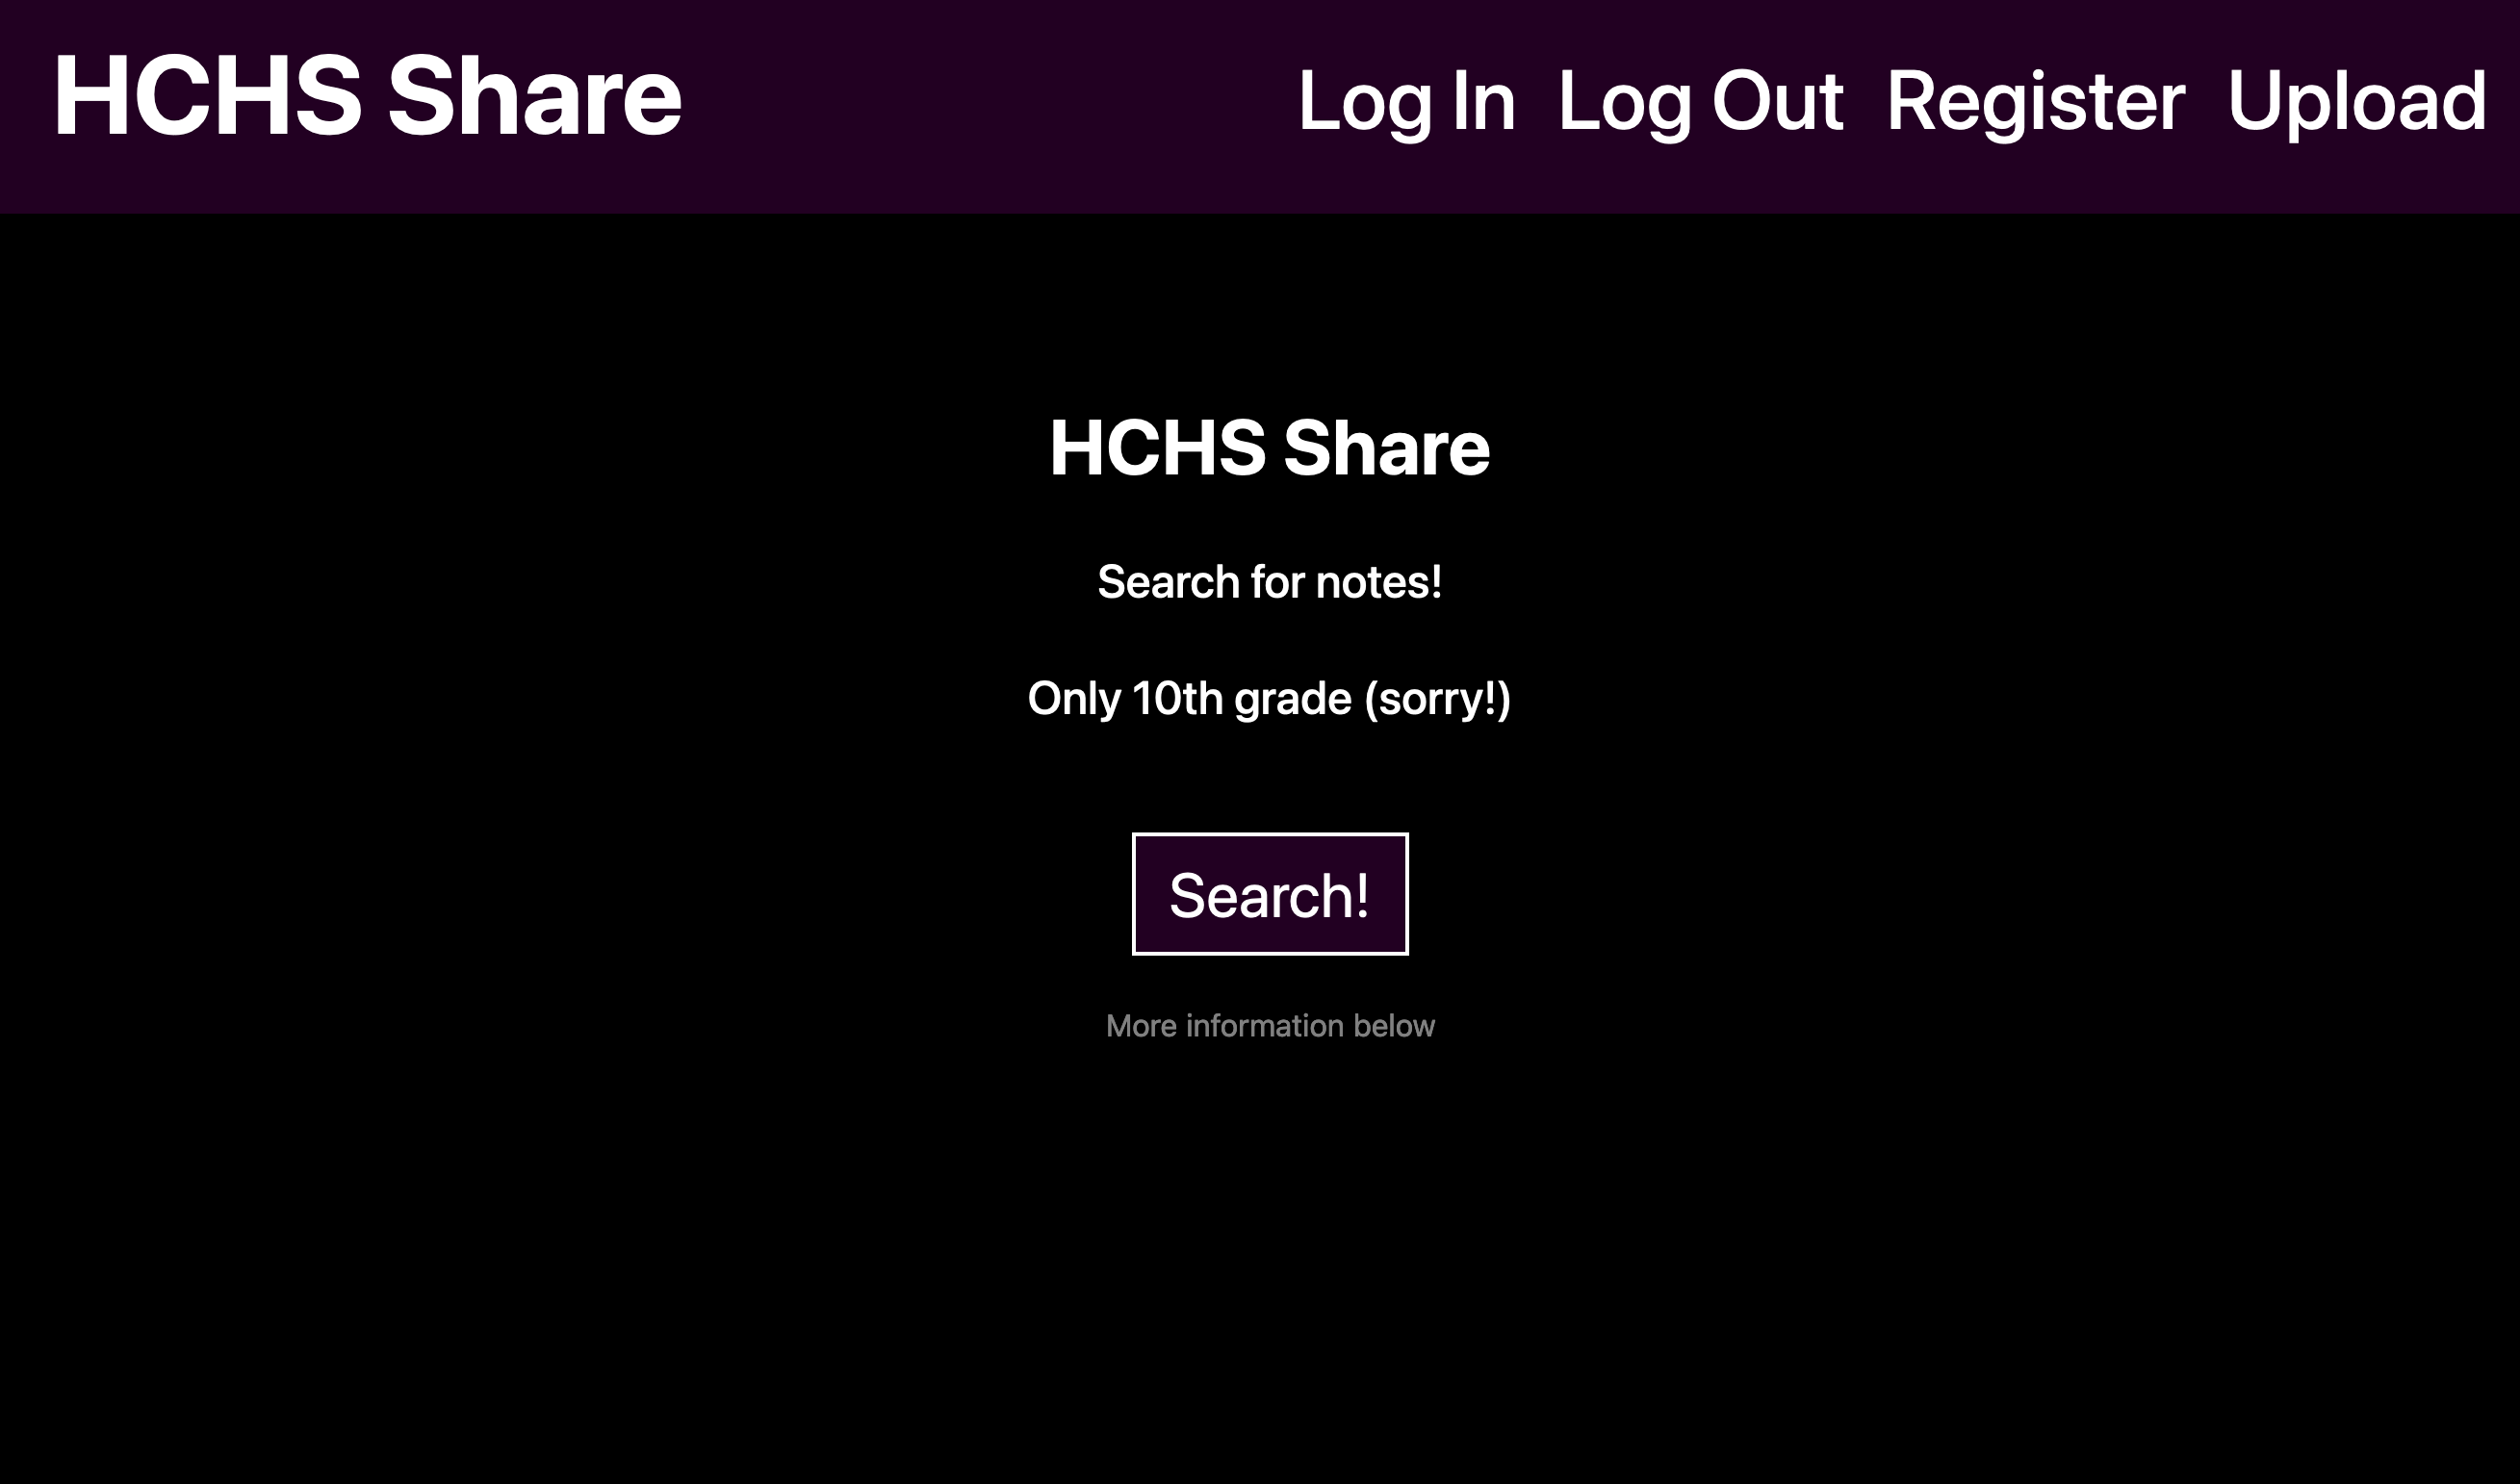 HCHS Share
Log In Log Out Register Upload
HCHS Share
Search for notes!
Only 10th grade (sorry!)
Search!
More information below